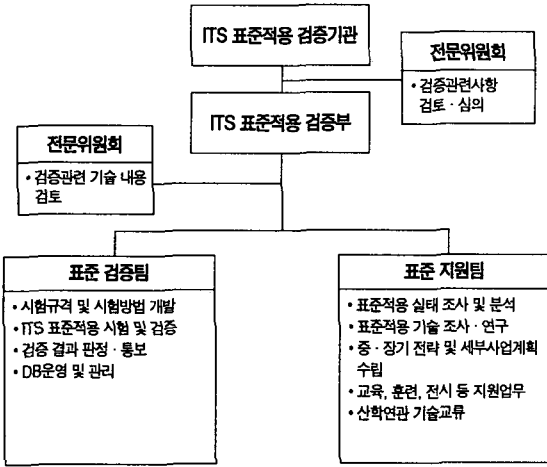 ITS 표준적용 검증기관
전문위원회
• 검증관련사항
검토 · 심의
ITS 표준적용 검증부
전문위원회
• 검증관련 기술 내용
검토
표준 검증팀
• 시험규격 및 시험방법 개발
• ITS 표준적용 시험 및 검증
• 검증 결과 판정 · 통보
• DB운영 및 관리
표준 지원팀
• 표준적용 실태 조사 및 분석
• 표준적용 기술 조사 · 연구
• 중 · 장기 전략 및 세부사업계획
수립
• 교육, 훈련, 전시 등 지원업무
• 산학연관 기술교류